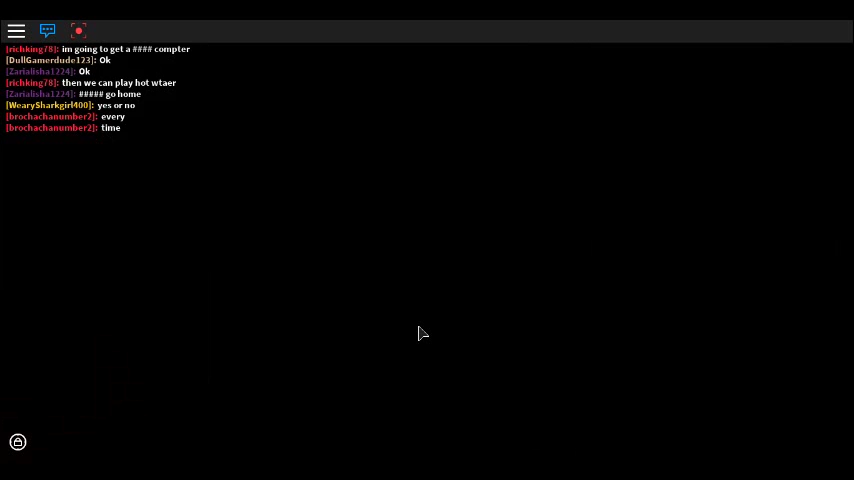 [richking78]: im going to get a #### compter
[DullGamerdude123]: Ok
[Zarialisha1224]: Ok
[richking78]: then we can play hot wtaer
[Zarialisha1224]: ##### go home
[WearySharkgirl400]: yes or no
[brochachanumber2]: every
[brochachanumber2]: time